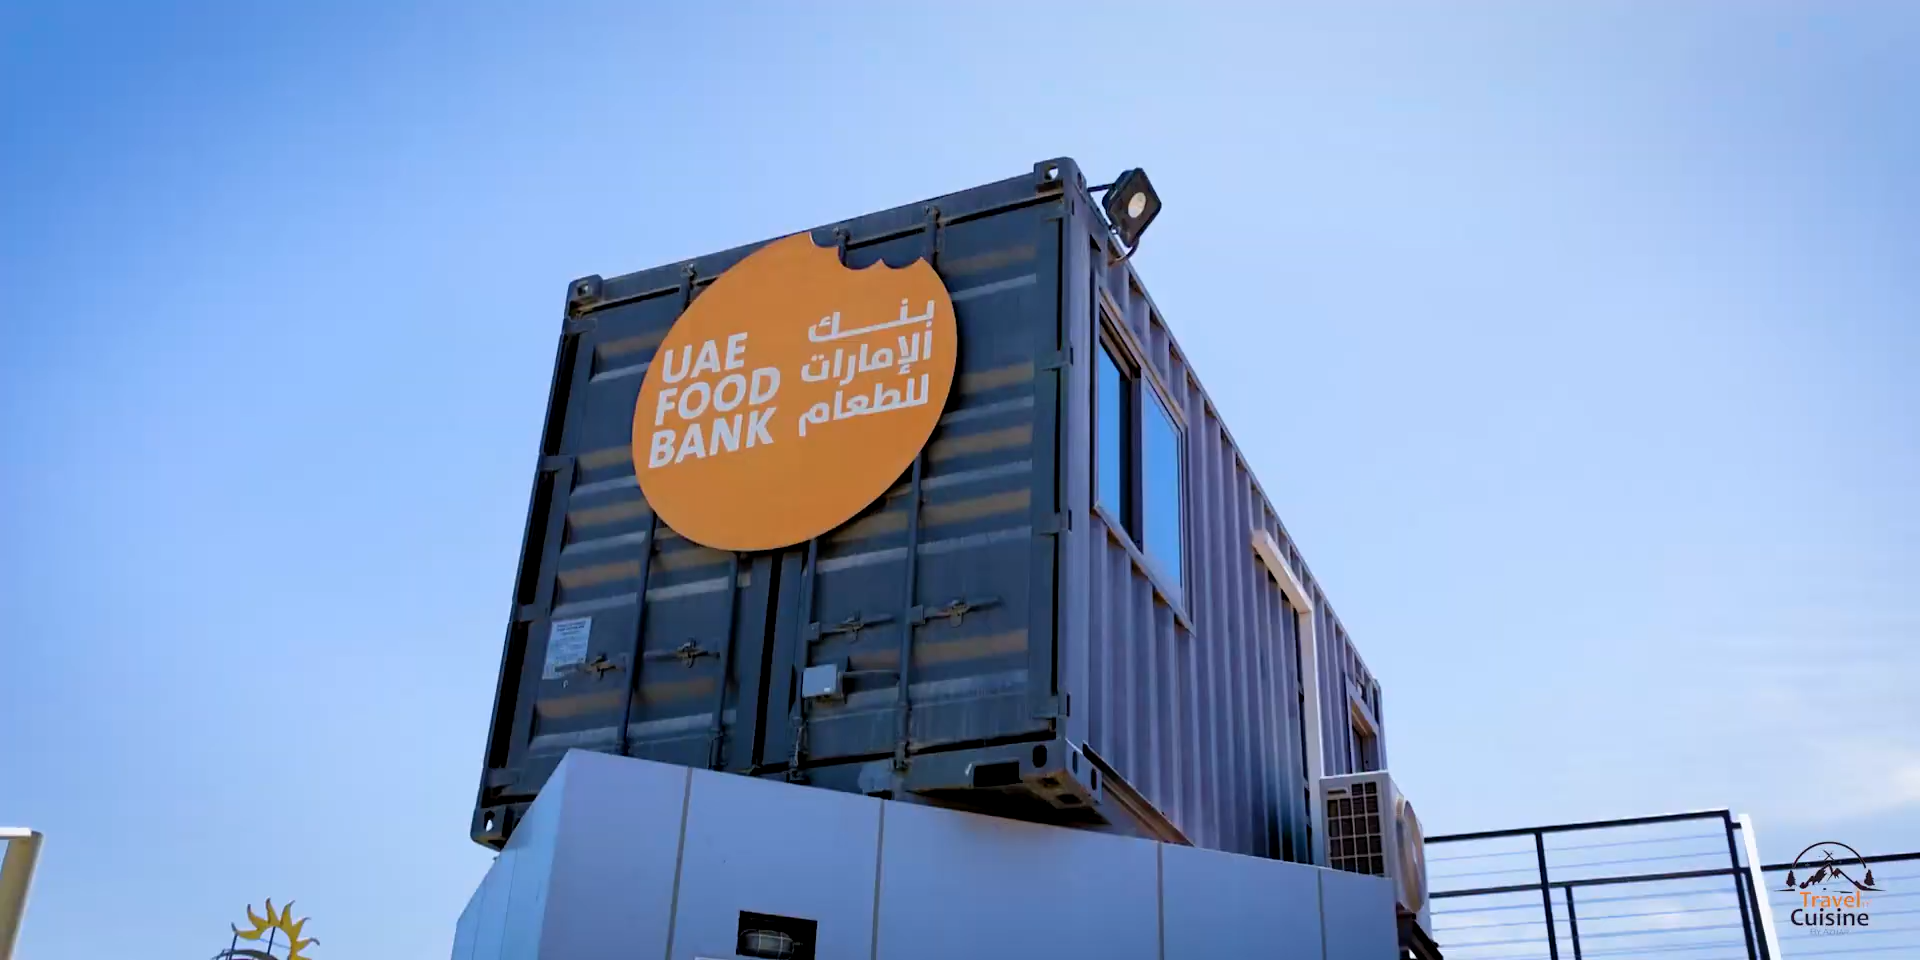 UAE
FOOD
BANK
بنك
الإمارات
للطعام
Travel
Cuisine